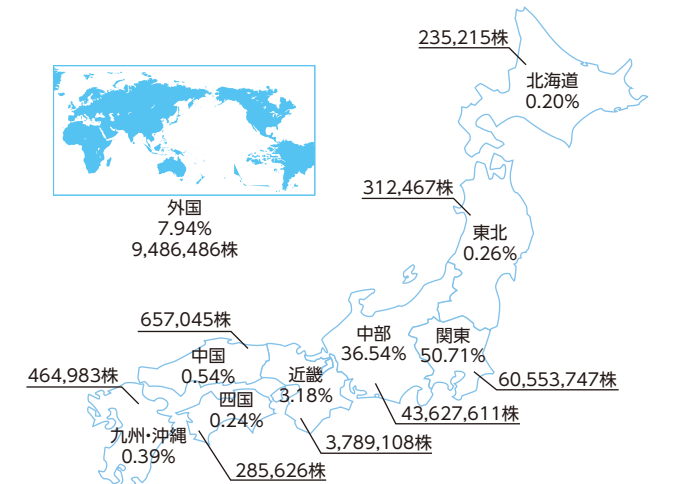 235,215株
北海道
0.20%
外国
7.94%
9,486,486株
312,467株
東北
0.26%
657,045株
中国
0.54%
464,983株
九州・沖縄
0.39%
四国
0.24%
285,626株
近畿
3.18%
3,789,108株
中部
36.54%
43,627,611株
関東
50.71%
60,553,747株